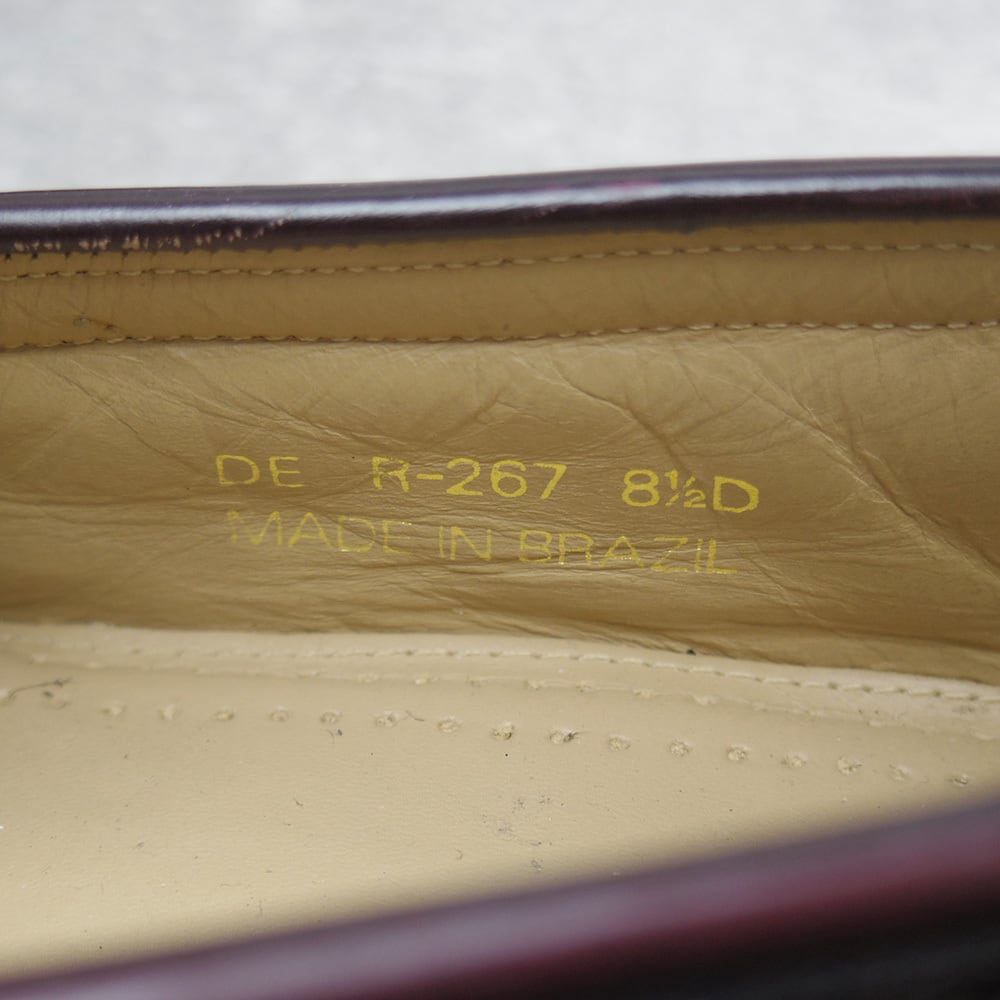 DE R-267 8½D
MADE IN BRAZIL